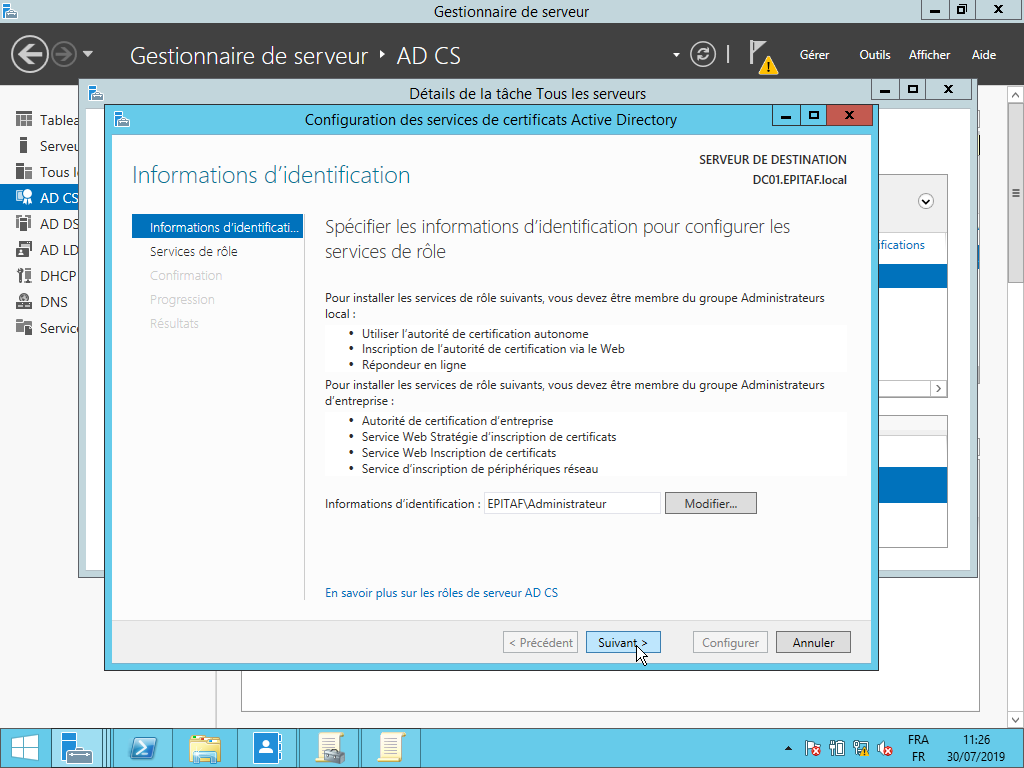 Gestionnaire de serveur
Gestionnaire de serveur ‣ AD CS
Gérer
Outils
Afficher
Aide
Détails de la tâche Tous les serveurs
Configuration des services de certificats Active Directory
Tablea
Serveu
Tous l
AD CS
AD DS
AD LD
DHCP
DNS
Service
Informations d'identification
SERVEUR DE DESTINATION
DC01.EPITAF.local
Informations d'identificati...
Services de rôle
Confirmation
Progression
Résultats
Spécifier les informations d'identification pour configurer les
services de rôle
Pour installer les services de rôle suivants, vous devez être membre du groupe Administrateurs
local :
• Utiliser l'autorité de certification autonome
• Inscription de l'autorité de certification via le Web
• Répondeur en ligne
Pour installer les services de rôle suivants, vous devez être membre du groupe Administrateurs
d'entreprise :
• Autorité de certification d'entreprise
• Service Web Stratégie d'inscription de certificats
• Service Web Inscription de certificats
• Service d'inscription de périphériques réseau
Informations d'identification : EPITAF\Administrateur Modifier...
En savoir plus sur les rôles de serveur AD CS
ifications
< Précédent
Suivant >
Configurer
Annuler
FRA
FR
11:26
30/07/2019